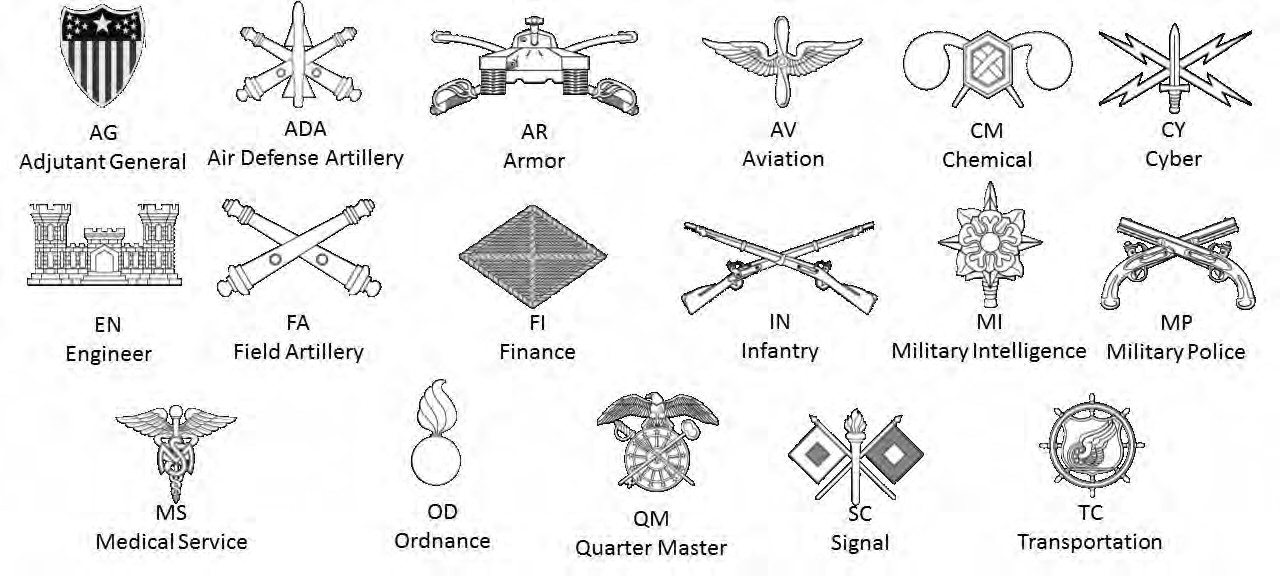 AG
Adjutant General
ADA
Air Defense Artillery
AR
Armor
AV
Aviation
CM
Chemical
CY
Cyber
EN
Engineer
FA
Field Artillery
FI
Finance
IN
Infantry
MI
Military Intelligence
MP
Military Police
MS
Medical Service
OD
Ordnance
QM
Quarter Master
SC
Signal
TC
Transportation